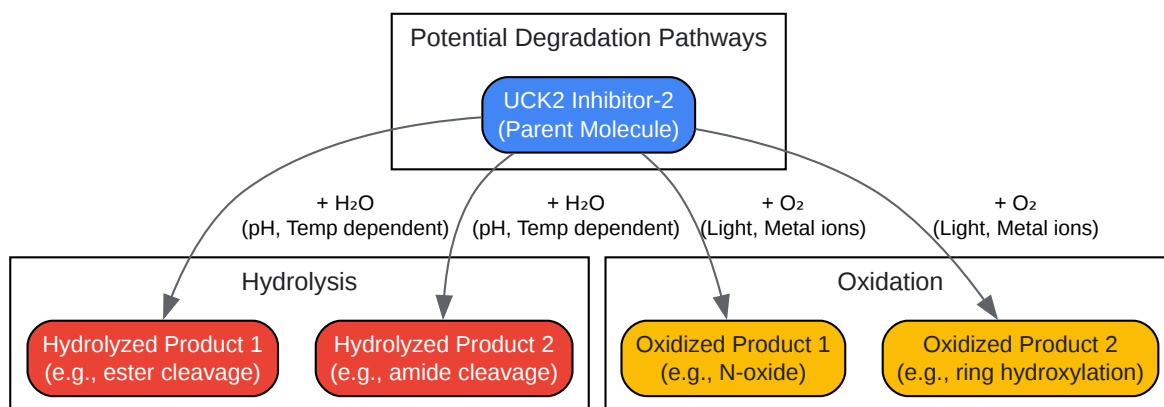 Potential Degradation Pathways
UCK2 Inhibitor-2
(Parent Molecule)
+ H₂O
(pH, Temp dependent)
+ H₂O
(pH, Temp dependent)
+ O₂
(Light, Metal ions)
+ O₂
(Light, Metal ions)
Hydrolysis
Oxidation
Hydrolyzed Product 1
(e.g., ester cleavage)
Hydrolyzed Product 2
(e.g., amide cleavage)
Oxidized Product 1
(e.g., N-oxide)
Oxidized Product 2
(e.g., ring hydroxylation)